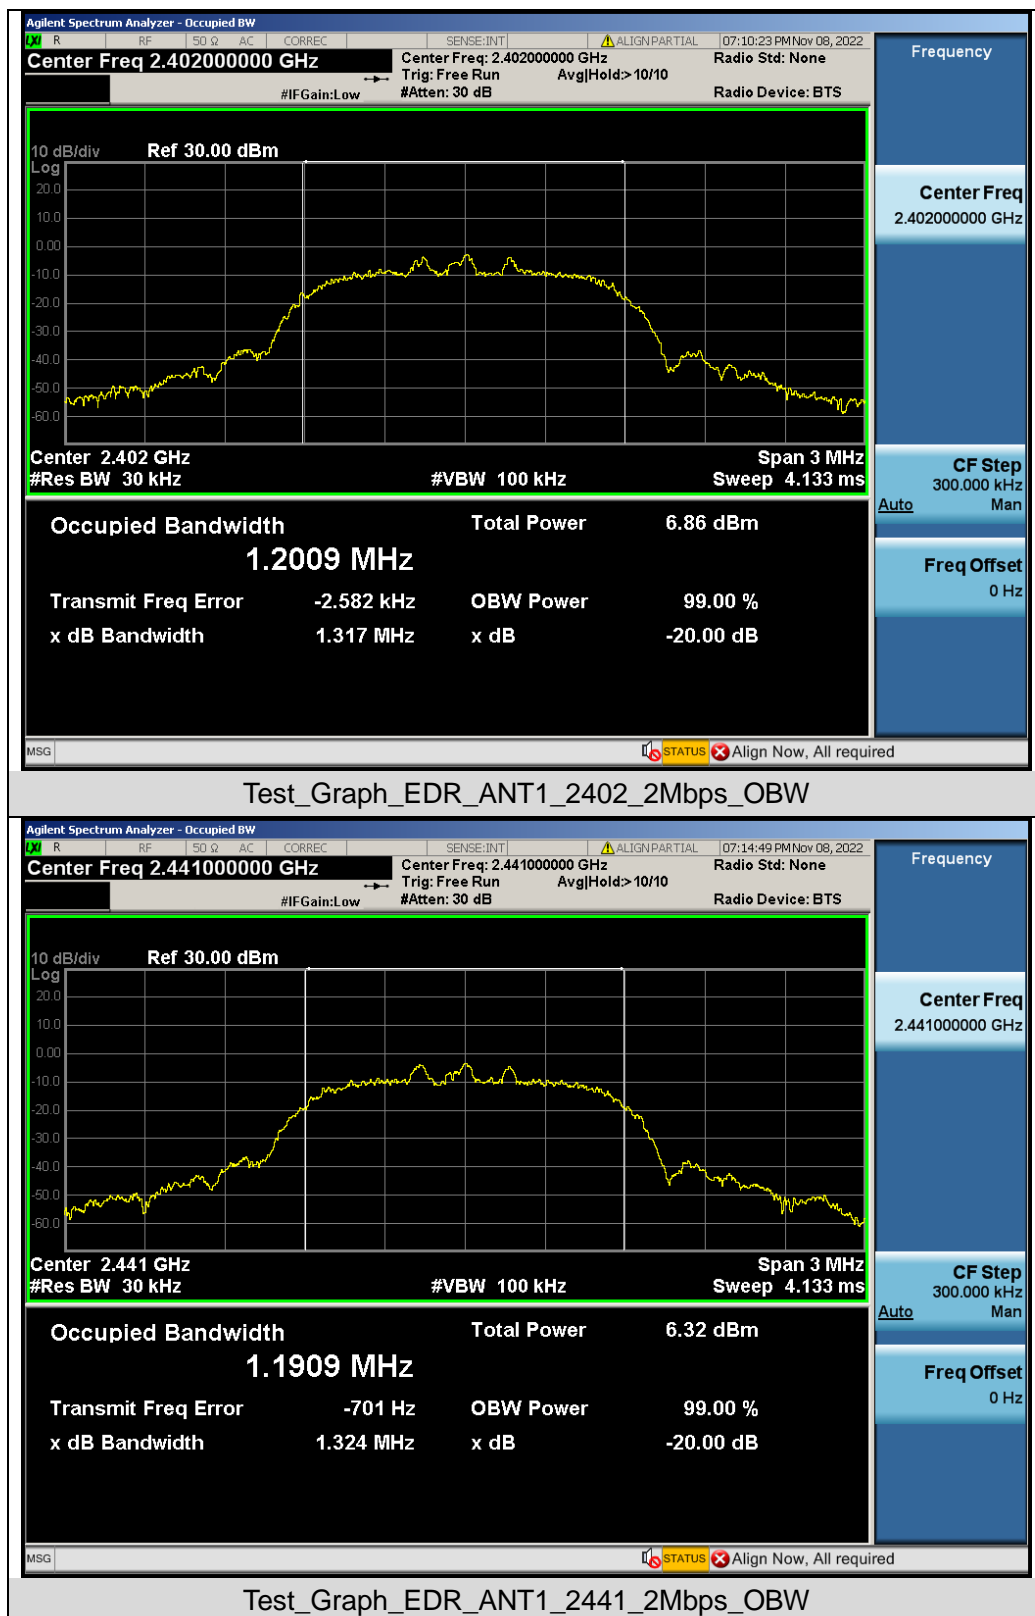 Agilent Spectrum Analyzer - Occupied BW
LXI R RF 50 Ω AC CORREC SENSE:INT ALIGN PARTIAL 07:10:23 PM Nov 08, 2022
Center Freq 2.402000000 GHz
Center Freq: 2.402000000 GHz
Radio Std: None
Trig: Free Run Avg|Hold:>10/10
#IFGain:Low #Atten: 30 dB Radio Device: BTS
Frequency
10 dB/div Ref 30.00 dBm
Log
20.0
10.0
0.00
-10.0
-20.0
-30.0
-40.0
-50.0
-60.0
Center 2.402 GHz Span 3 MHz
#Res BW 30 kHz #VBW 100 kHz Sweep 4.133 ms
Center Freq
2.402000000 GHz
CF Step
300.000 kHz
Auto Man
Freq Offset
0 Hz
Occupied Bandwidth Total Power 6.86 dBm
1.2009 MHz
Transmit Freq Error -2.582 kHz OBW Power 99.00 %
x dB Bandwidth 1.317 MHz x dB -20.00 dB
MSG STATUS Align Now, All required
Test_Graph_EDR_ANT1_2402_2Mbps_OBW
Agilent Spectrum Analyzer - Occupied BW
LXI R RF 50 Ω AC CORREC SENSE:INT ALIGN PARTIAL 07:14:49 PM Nov 08, 2022
Center Freq 2.441000000 GHz
Center Freq: 2.441000000 GHz
Radio Std: None
Trig: Free Run Avg|Hold:>10/10
#IFGain:Low #Atten: 30 dB Radio Device: BTS
Frequency
10 dB/div Ref 30.00 dBm
Log
20.0
10.0
0.00
-10.0
-20.0
-30.0
-40.0
-50.0
-60.0
Center 2.441 GHz Span 3 MHz
#Res BW 30 kHz #VBW 100 kHz Sweep 4.133 ms
Center Freq
2.441000000 GHz
CF Step
300.000 kHz
Auto Man
Freq Offset
0 Hz
Occupied Bandwidth Total Power 6.32 dBm
1.1909 MHz
Transmit Freq Error -701 Hz OBW Power 99.00 %
x dB Bandwidth 1.324 MHz x dB -20.00 dB
MSG STATUS Align Now, All required
Test_Graph_EDR_ANT1_2441_2Mbps_OBW